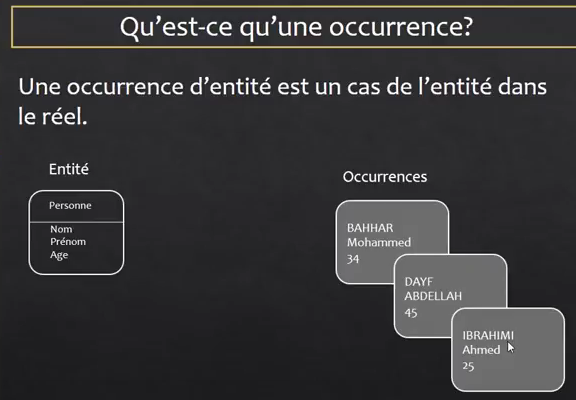 Qu’est-ce qu’une occurrence?
Une occurrence d’entité est un cas de l’entité dans
le réel.
Entité
Personne
Nom
Prénom
Age
Occurrences
BAHHAR
Mohammed
34
DAYF
ABDELLAH
45
IBRAHIMI
Ahmed
25